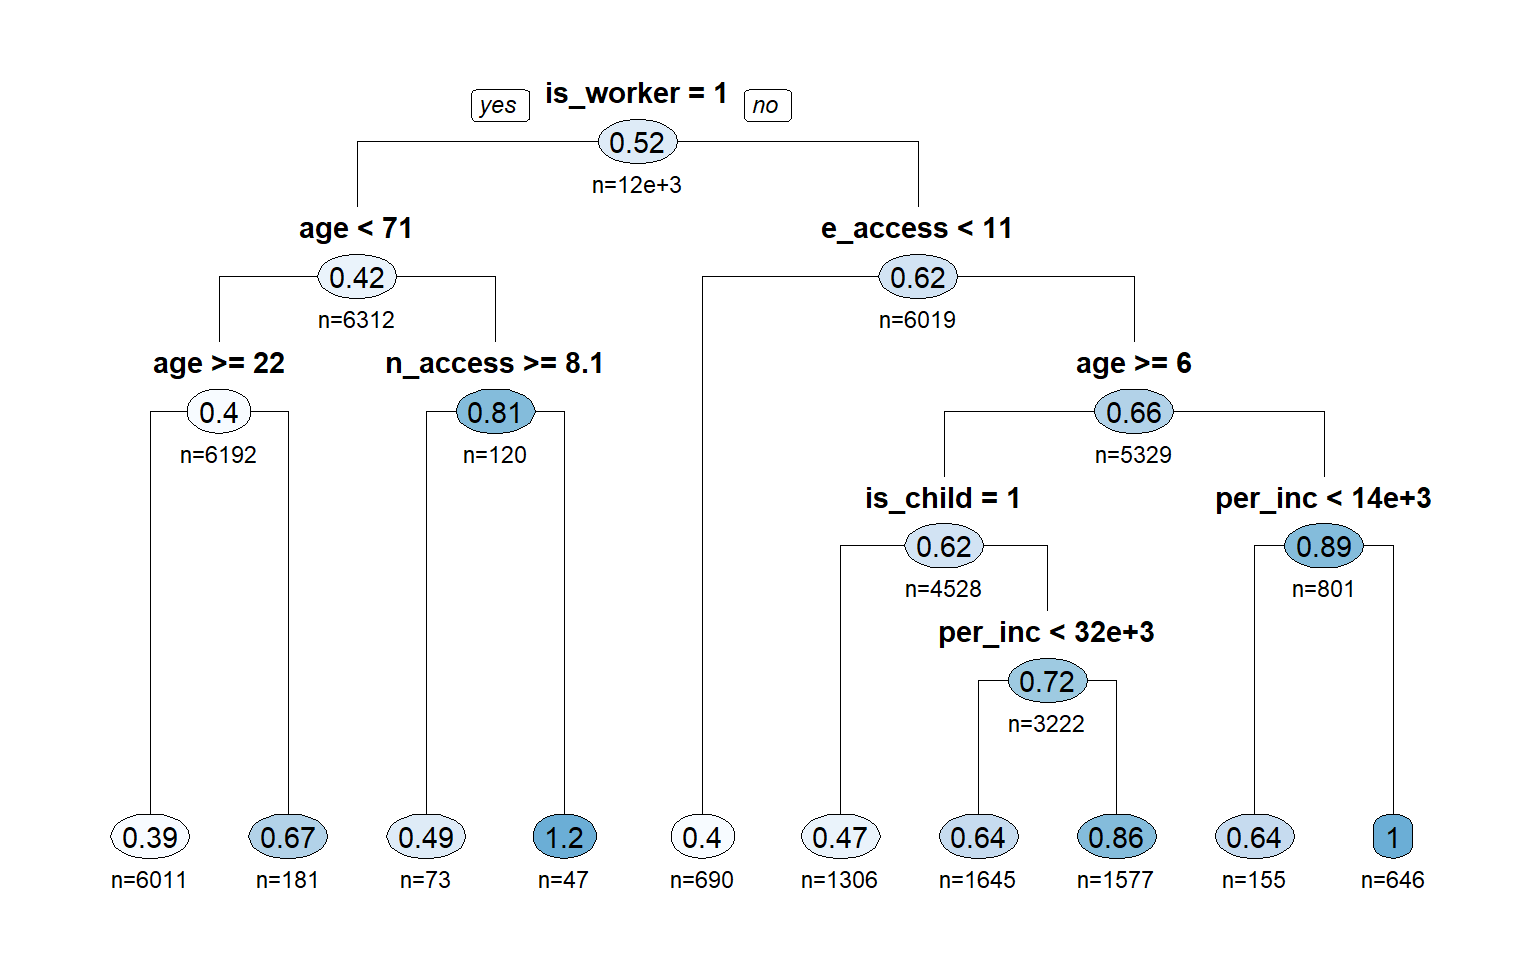 yes is_worker = 1 no
0.52
n=12e+3
age < 71 e_access < 11
0.42 0.62
n=6312 n=6019
age >= 22 n_access >= 8.1 age >= 6
0.4 0.81 0.66
n=6192 n=120 n=5329
is_child = 1 per_inc < 14e+3
0.62 0.89
n=4528 n=801
per_inc < 32e+3
0.72
n=3222
0.39 0.67 0.49 1.2 0.4 0.47 0.64 0.86 0.64 1
n=6011 n=181 n=73 n=47 n=690 n=1306 n=1645 n=1577 n=155 n=646